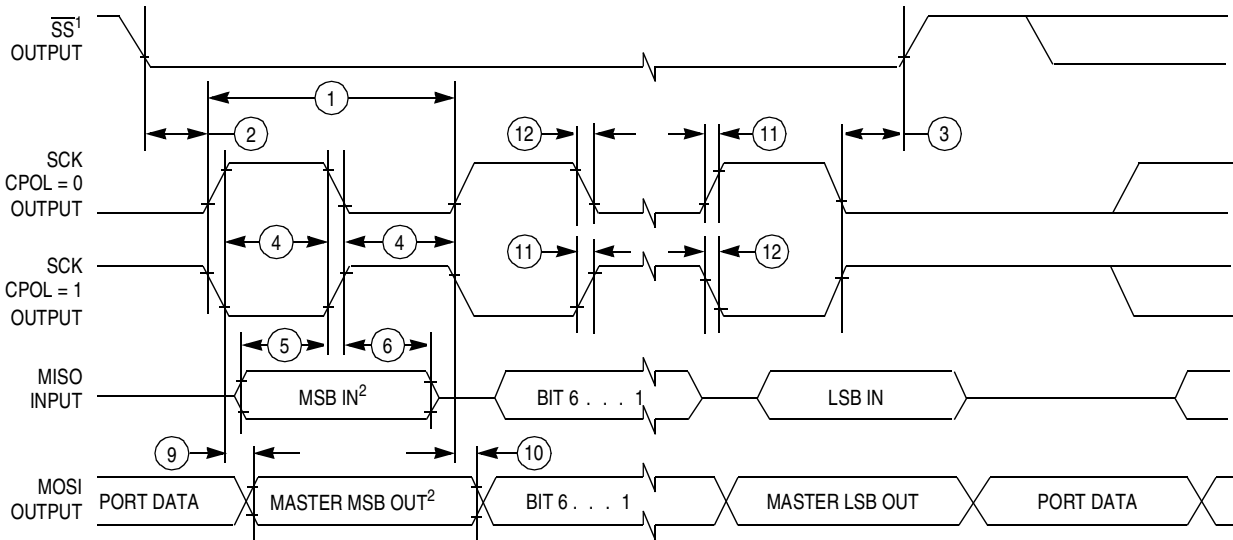 SS¹
OUTPUT
1
2
12
11
3
SCK
CPOL = 0
OUTPUT
4
4
SCK
CPOL = 1
OUTPUT
11
12
5
6
MISO
INPUT
MSB IN²
BIT 6 . . . 1
LSB IN
9
10
MOSI
OUTPUT
PORT DATA
MASTER MSB OUT²
BIT 6 . . . 1
MASTER LSB OUT
PORT DATA